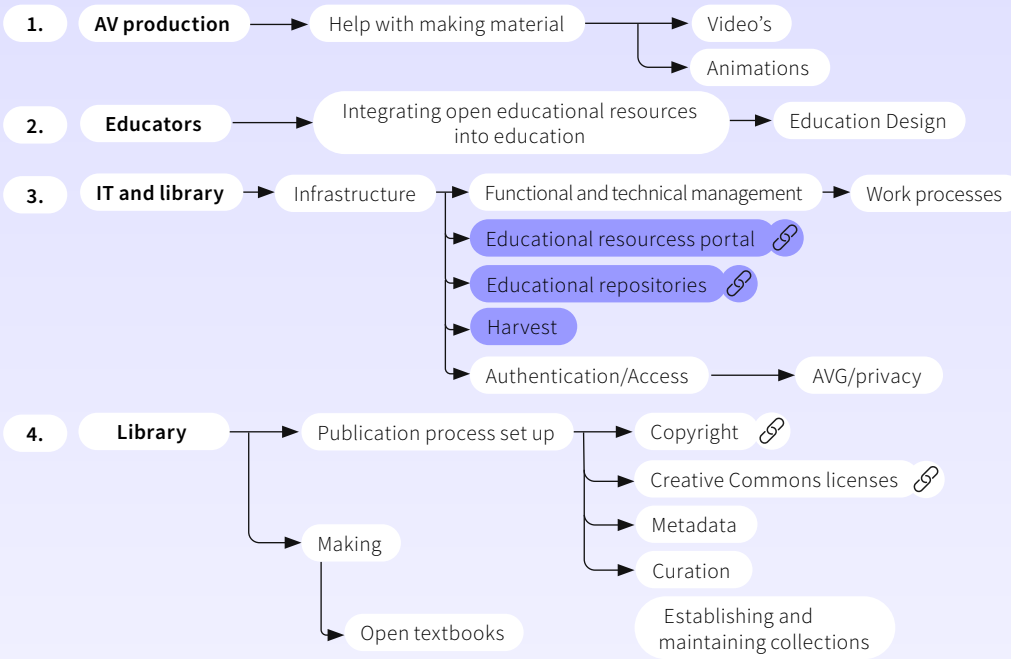 1. AV production Help with making material Video's
Animations
2. Educators Integrating open educational resources
into education
Education Design
3. IT and library Infrastructure Functional and technical management Work processes
Educational resourcess portal
Educational repositories
Harvest
Authentication/Access AVG/privacy
4. Library Publication process set up Copyright
Creative Commons licenses
Metadata
Making
Curation
Establishing and
maintaining collections
Open textbooks